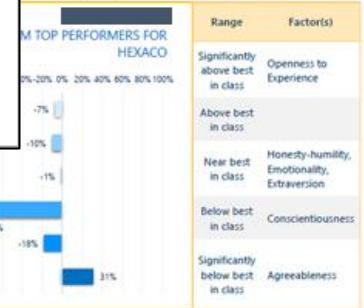 M TOP PERFORMERS FOR
HEXACO
0%-20% 0% 20% 40% 60% 80% 100%
-7%
-10%
-1%
-18%
31%
Range Factor(s)
Significantly
above best
in class
Openness to
Experience
Above best
in class
Near best
in class
Honesty-humility,
Emotionality,
Extraversion
Below best
in class
Conscientiousness
Significantly
below best
in class
Agreeableness